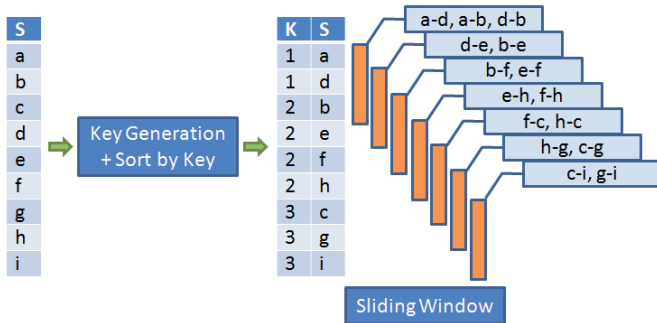 S
a
b
c
d
e
f
g
h
i
Key Generation
+ Sort by Key
K S
1 a
1 d
2 b
2 e
2 f
2 h
3 c
3 g
3 i
a-d, a-b, d-b
d-e, b-e
b-f, e-f
e-h, f-h
f-c, h-c
h-g, c-g
c-i, g-i
Sliding Window